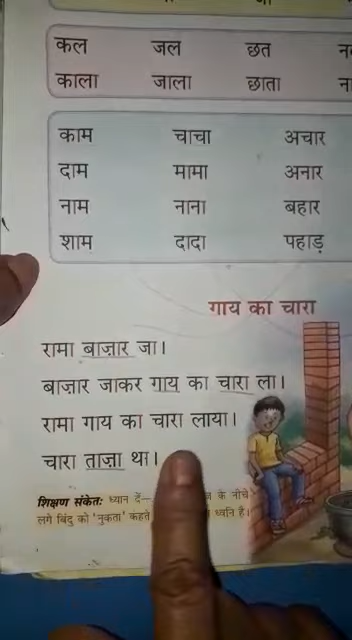 कल जल छत
काला जाला छाता
काम चाचा अचार
दाम मामा अनार
नाम नाना बहार
शाम दादा पहाड़
गाय का चारा
रामा बाज़ार जा।
बाज़ार जाकर गाय का चारा ला।
रामा गाय का चारा लाया।
चारा ताज़ा था।
शिक्षण संकेत: ध्यान दें— के नीचे
लगे बिंदु को 'नुकता' कहते ध्वनि है।